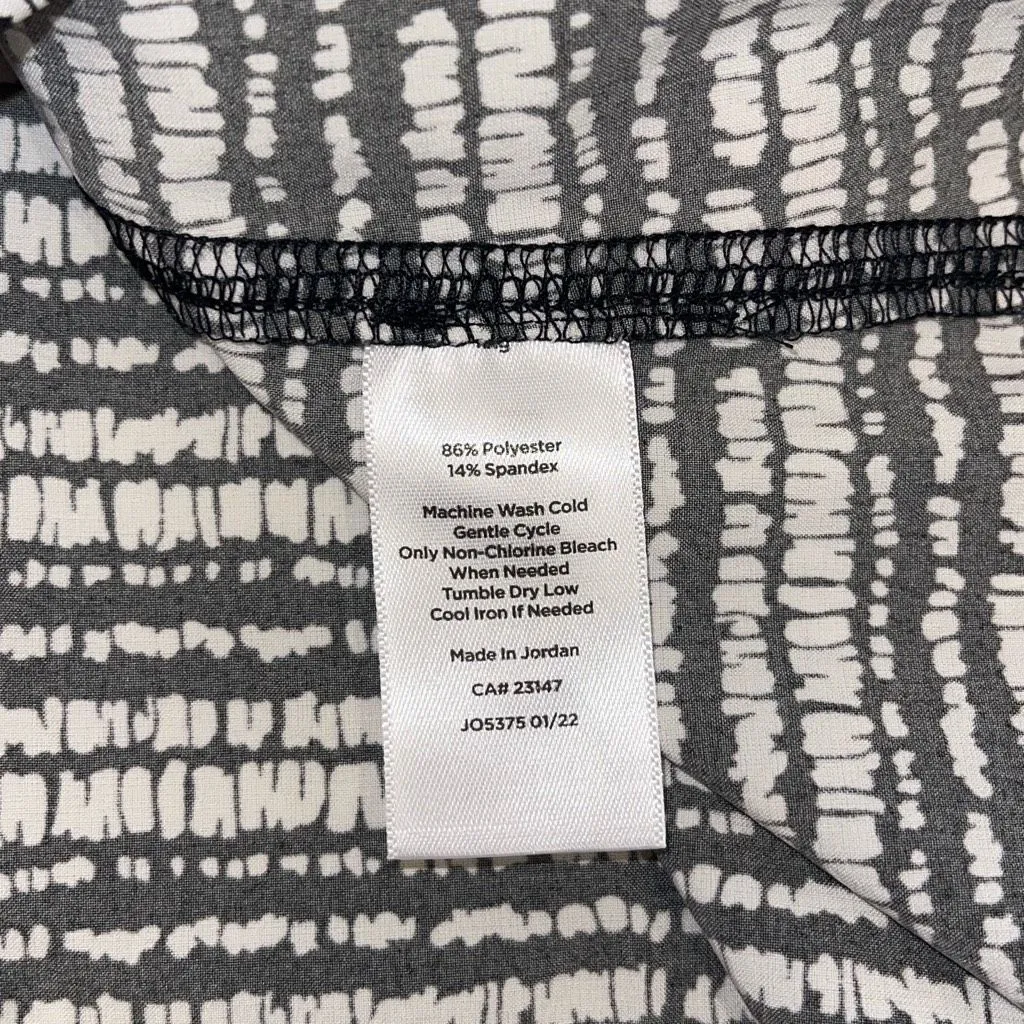 86% Polyester
14% Spandex
Machine Wash Cold
Gentle Cycle
Only Non-Chlorine Bleach
When Needed
Tumble Dry Low
Cool Iron If Needed
Made In Jordan
CA# 23147
JO5375 01/22